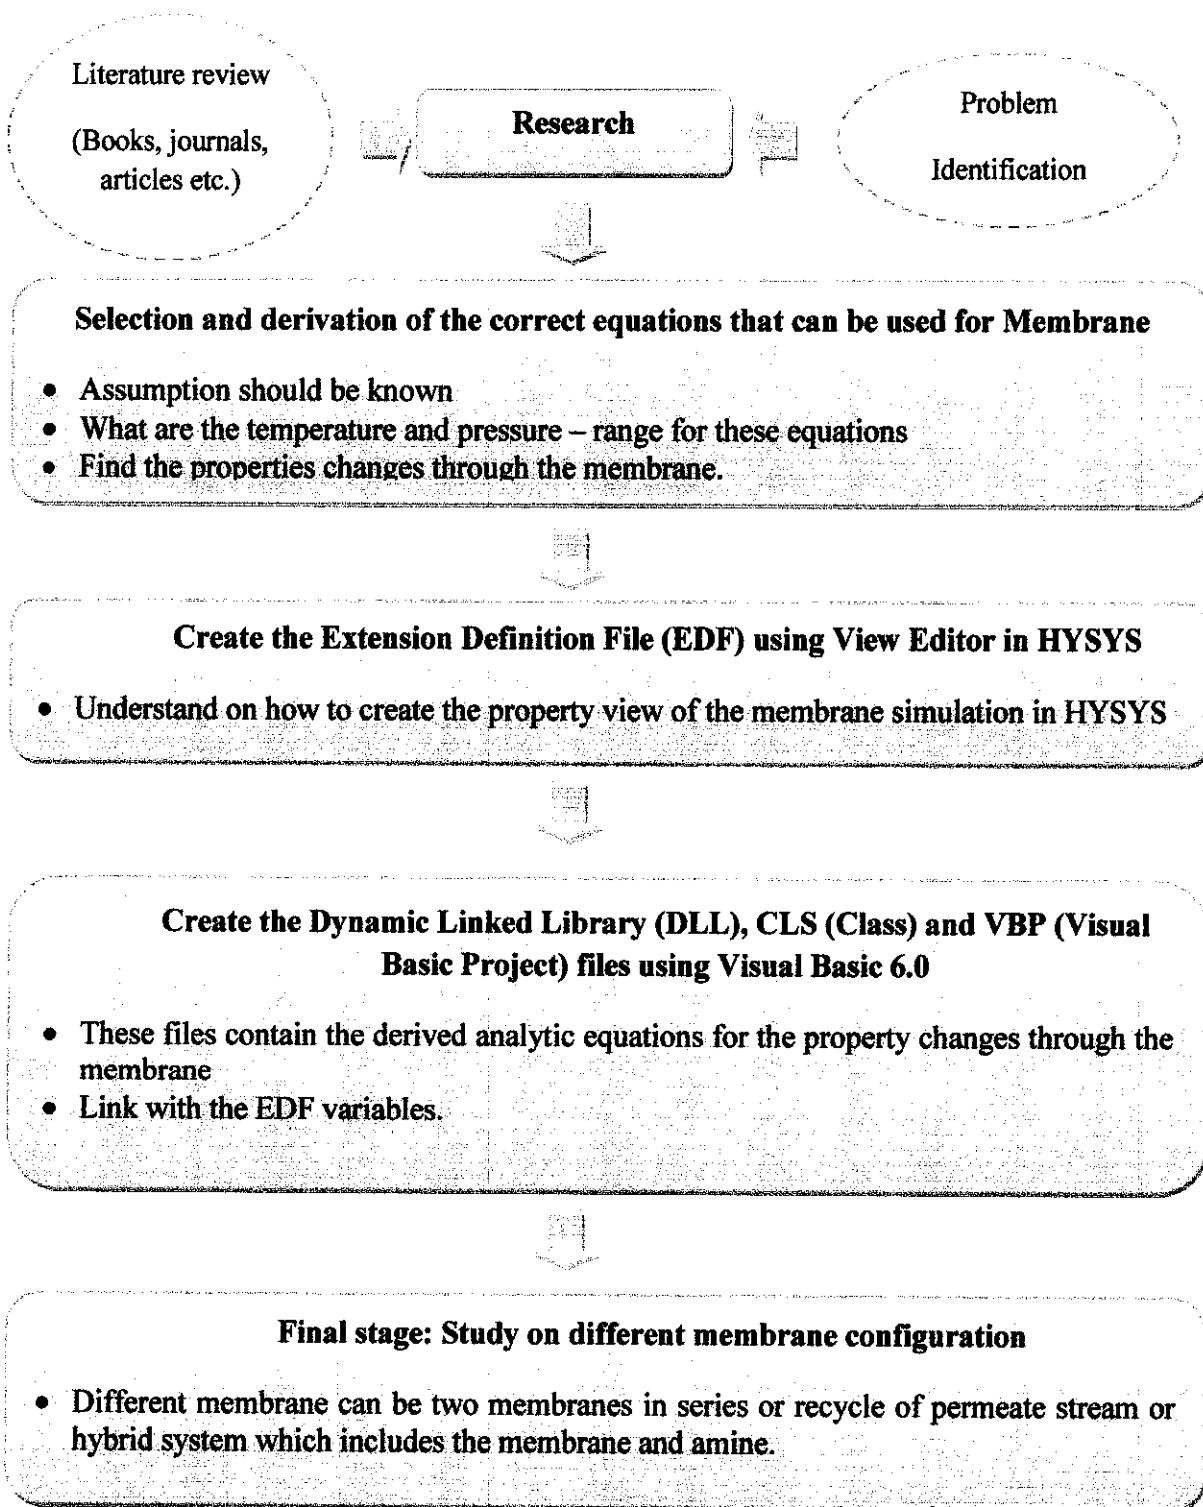 Literature review
(Books, journals,
articles etc.)
Research
Problem
Identification
Selection and derivation of the correct equations that can be used for Membrane
• Assumption should be known
• What are the temperature and pressure – range for these equations
• Find the properties changes through the membrane.
Create the Extension Definition File (EDF) using View Editor in HYSYS
• Understand on how to create the property view of the membrane simulation in HYSYS
Create the Dynamic Linked Library (DLL), CLS (Class) and VBP (Visual
Basic Project) files using Visual Basic 6.0
• These files contain the derived analytic equations for the property changes through the
membrane
• Link with the EDF variables.
Final stage: Study on different membrane configuration
• Different membrane can be two membranes in series or recycle of permeate stream or
hybrid system which includes the membrane and amine.